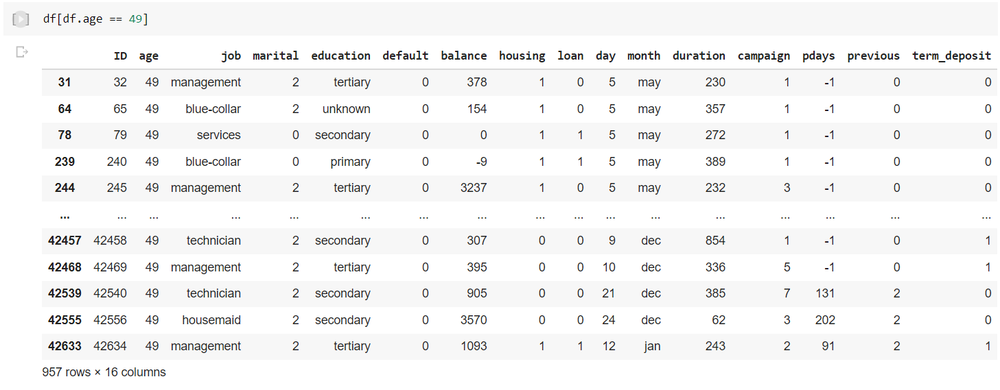 df[df.age == 49]
ID age job marital education default balance housing loan day month duration campaign pdays previous term_deposit
31 32 49 management 2 tertiary 0 378 1 0 5 may 230 1 -1 0 0
64 65 49 blue-collar 2 unknown 0 154 1 0 5 may 357 1 -1 0 0
78 79 49 services 0 secondary 0 0 1 1 5 may 272 1 -1 0 0
239 240 49 blue-collar 0 primary 0 -9 1 1 5 may 389 1 -1 0 0
244 245 49 management 2 tertiary 0 3237 1 0 5 may 232 3 -1 0 0
... ... ... ... ... ... ... ... ... ... ... ... ... ... ... ... ...
42457 42458 49 technician 2 secondary 0 307 0 0 9 dec 854 1 -1 0 1
42468 42469 49 management 2 tertiary 0 395 0 0 10 dec 336 5 -1 0 1
42539 42540 49 technician 2 secondary 0 905 0 0 21 dec 385 7 131 2 0
42555 42556 49 housemaid 2 secondary 0 3570 0 0 24 dec 62 3 202 2 0
42633 42634 49 management 2 tertiary 0 1093 1 1 12 jan 243 2 91 2 1
957 rows × 16 columns